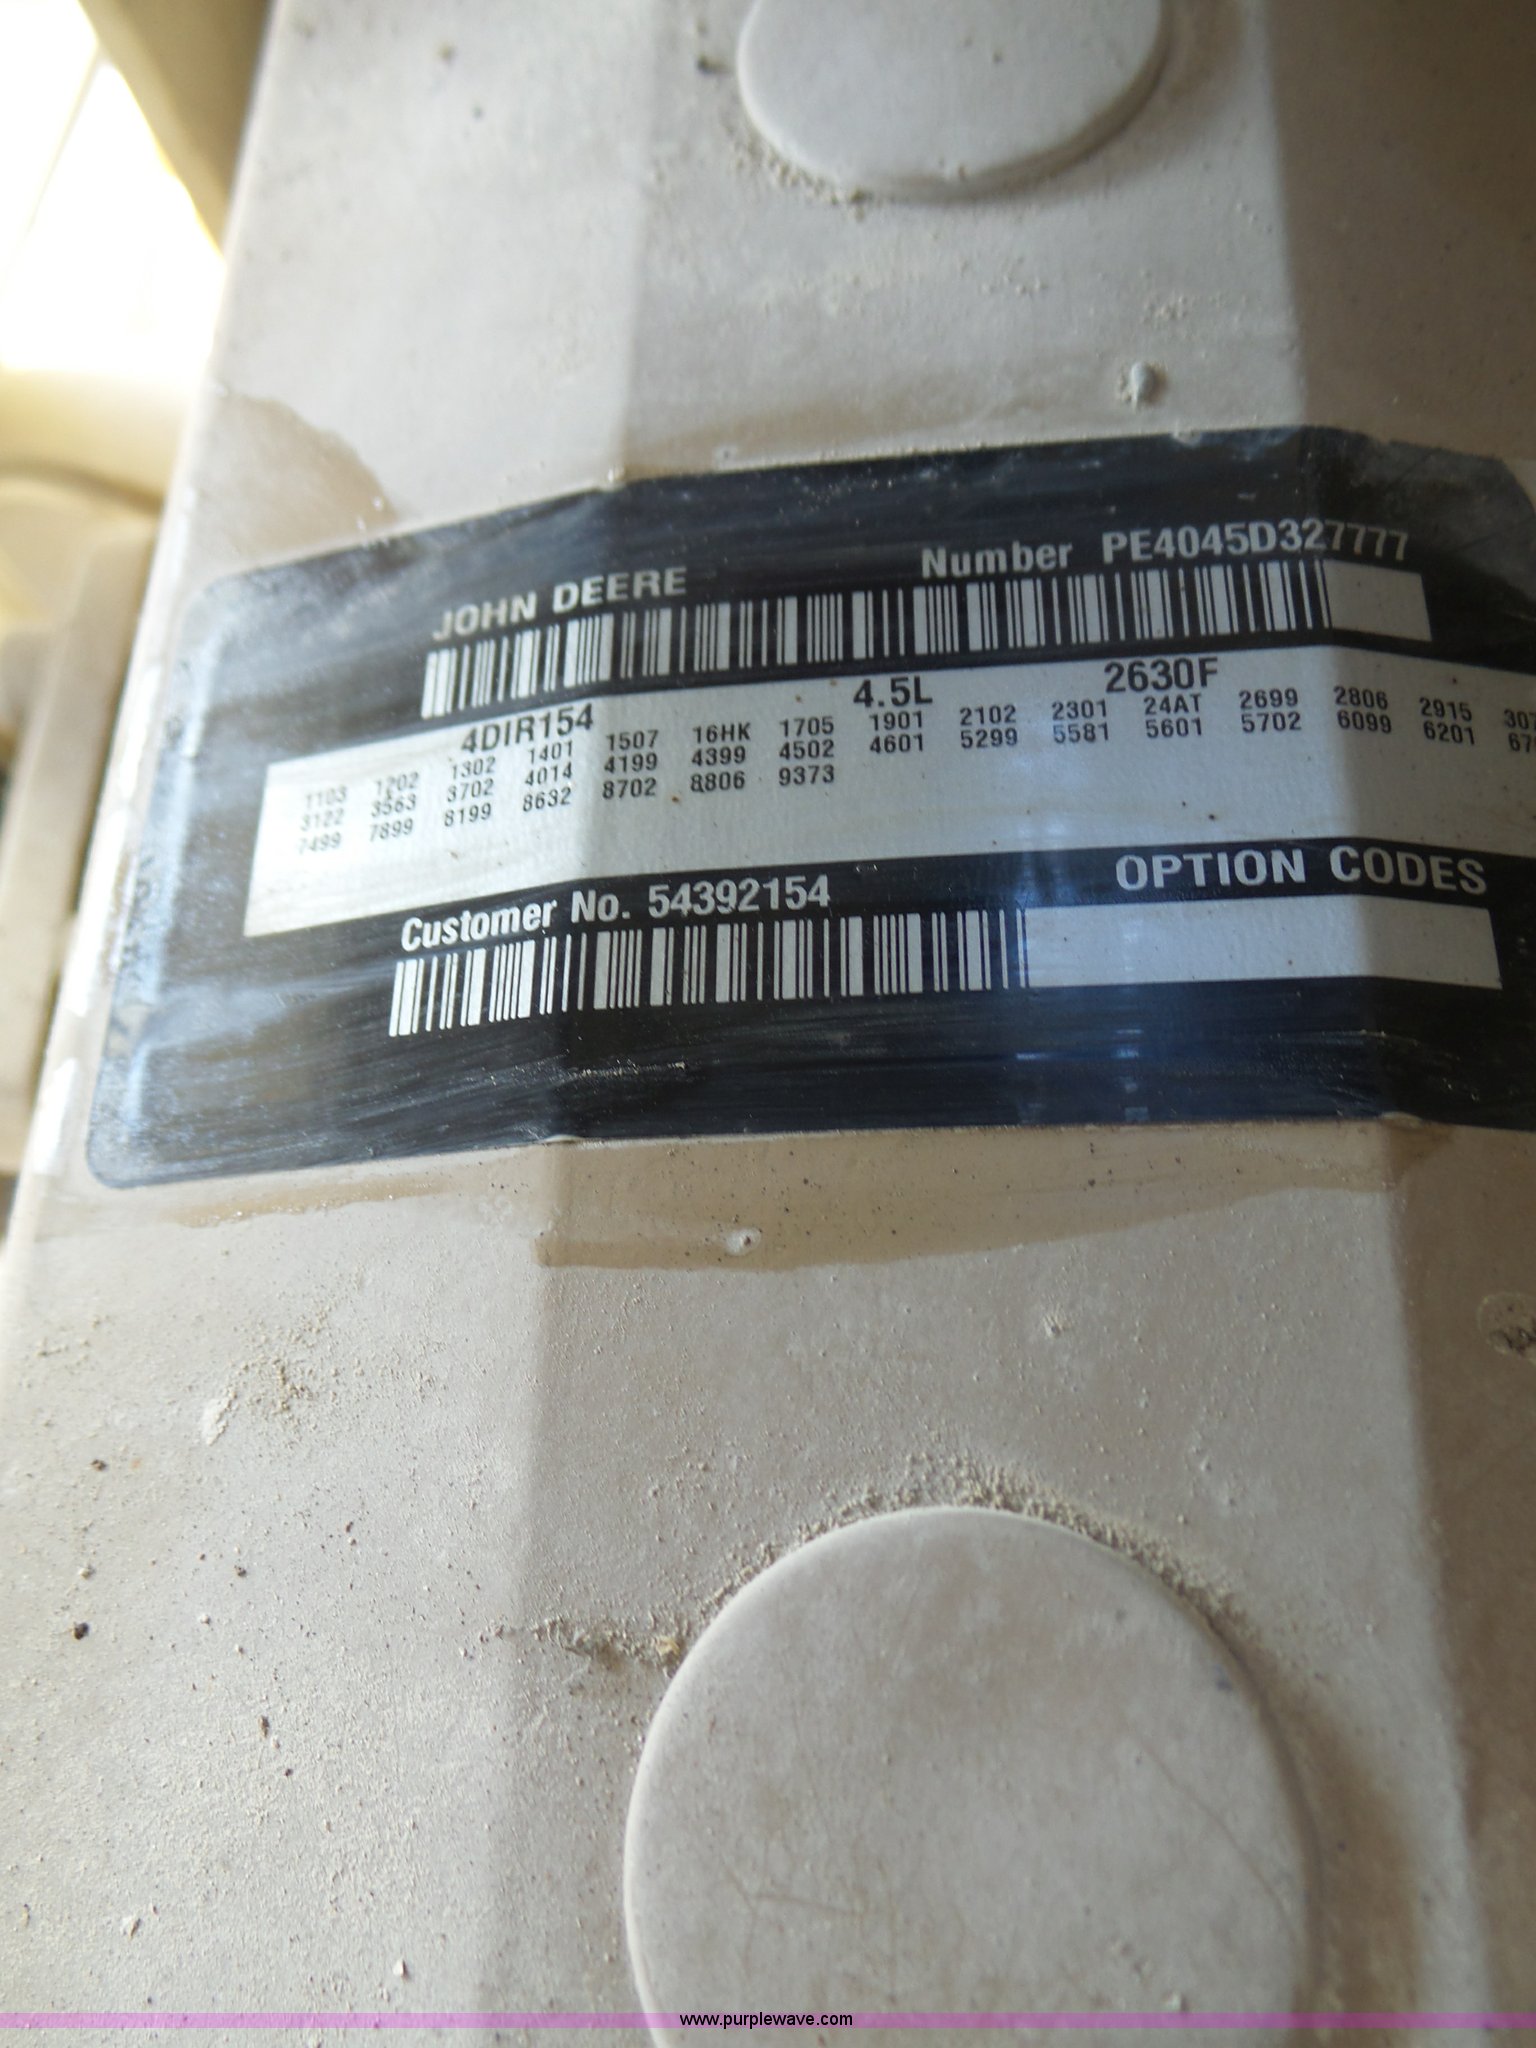 JOHN DEERE Number PE4045D327777
4DIR154 4.5L 2630F
1103 1202 1302 1401 1507 16HK 1705 1901 2102 2301 24AT 2699 2806 2915
3122 3563 3702 4014 4199 4399 4502 4601 5299 5581 5601 5702 6099 6201
7499 7899 8199 8632 8702 8806 9373
Customer No. 54392154 OPTION CODES
www.purplewave.com